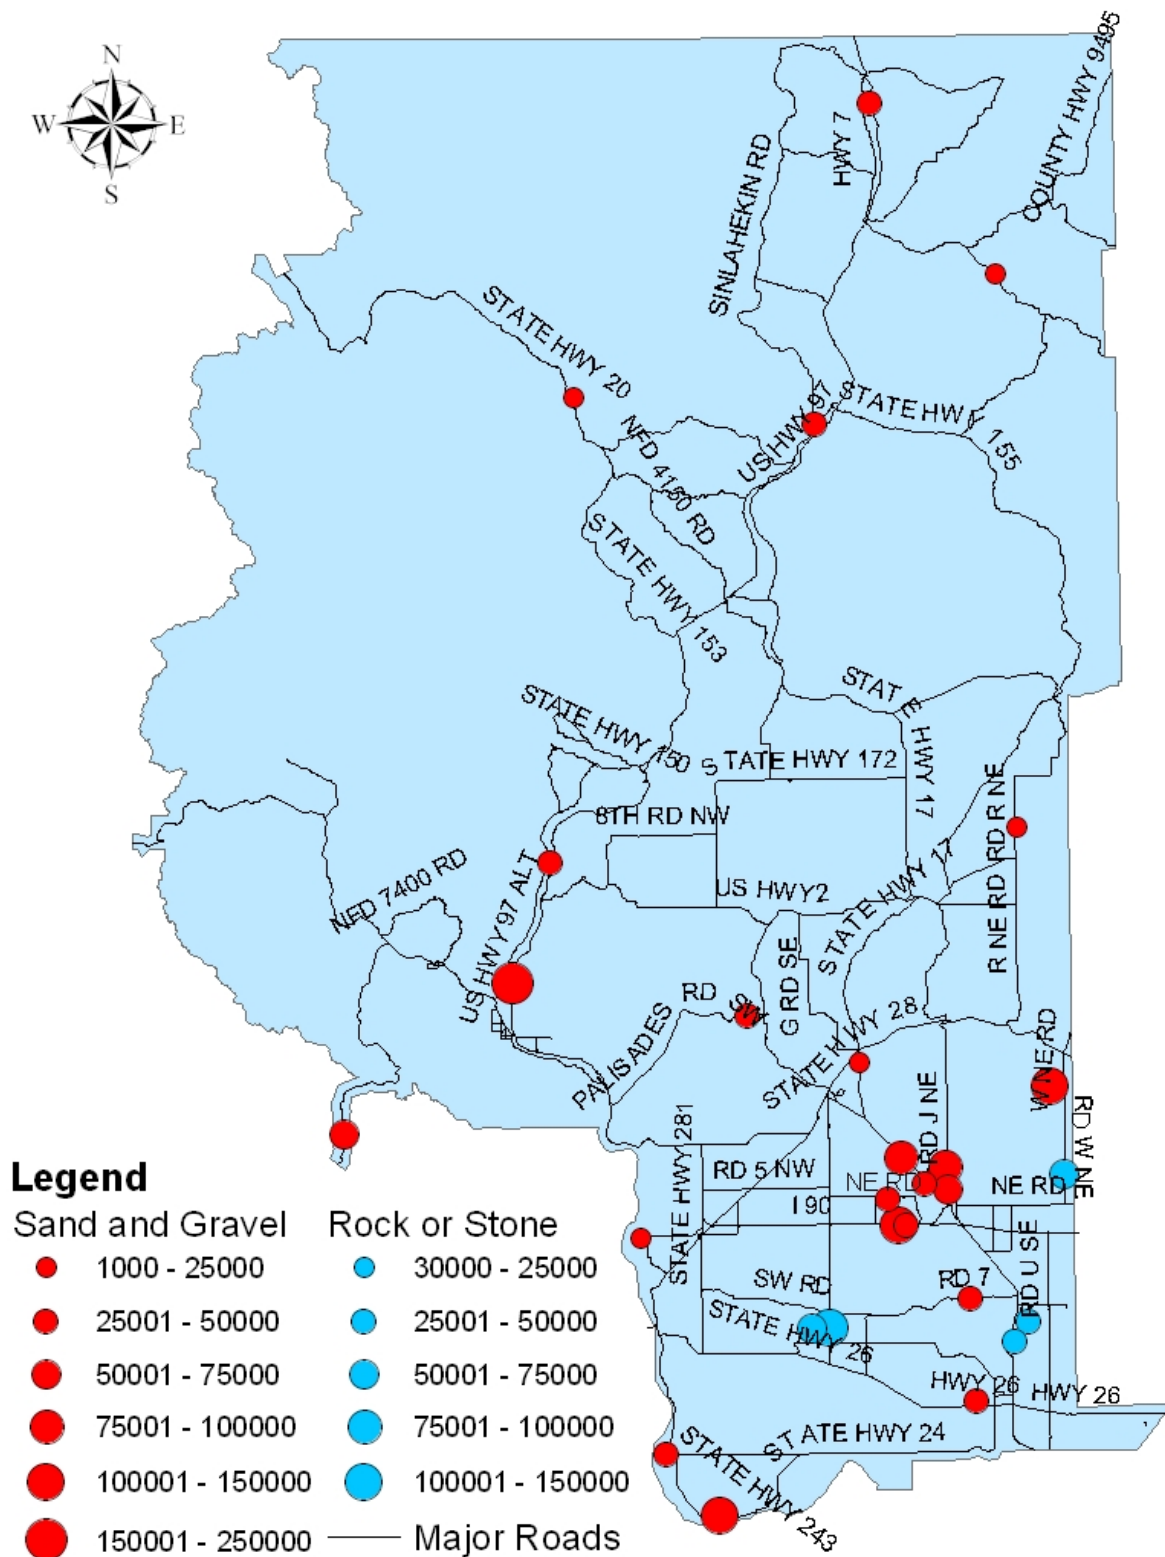 N
W E
S
COUNTY HWY 9495
HWY 7
SINLAHEKIN RD
STATE HWY 20
US HWY 97
STATE HWY 155
NFD 4150 RD
STATE HWY 153
STATE HWY 17
STATE HWY 150
STATE HWY 172
8TH RD NW
R NE RD RD R NE
US HWY2
STATE HWY 17
NFD 7400 RD
US HWY 97 ALT
G RD SE
PALISADES RD SW
STATE HWY 28
W NE RD
RD J NE
RD W NE
STATE HWY 281
RD 5 NW
NE RD
NE RD
I 90
SW RD
RD 7
RD U SE
STATE HWY 26
HWY 26
HWY 26
STATE HWY 24
STATE HWY 243
Legend
Sand and Gravel
1000 - 25000
25001 - 50000
50001 - 75000
75001 - 100000
100001 - 150000
150001 - 250000
Rock or Stone
30000 - 25000
25001 - 50000
50001 - 75000
75001 - 100000
100001 - 150000
Major Roads